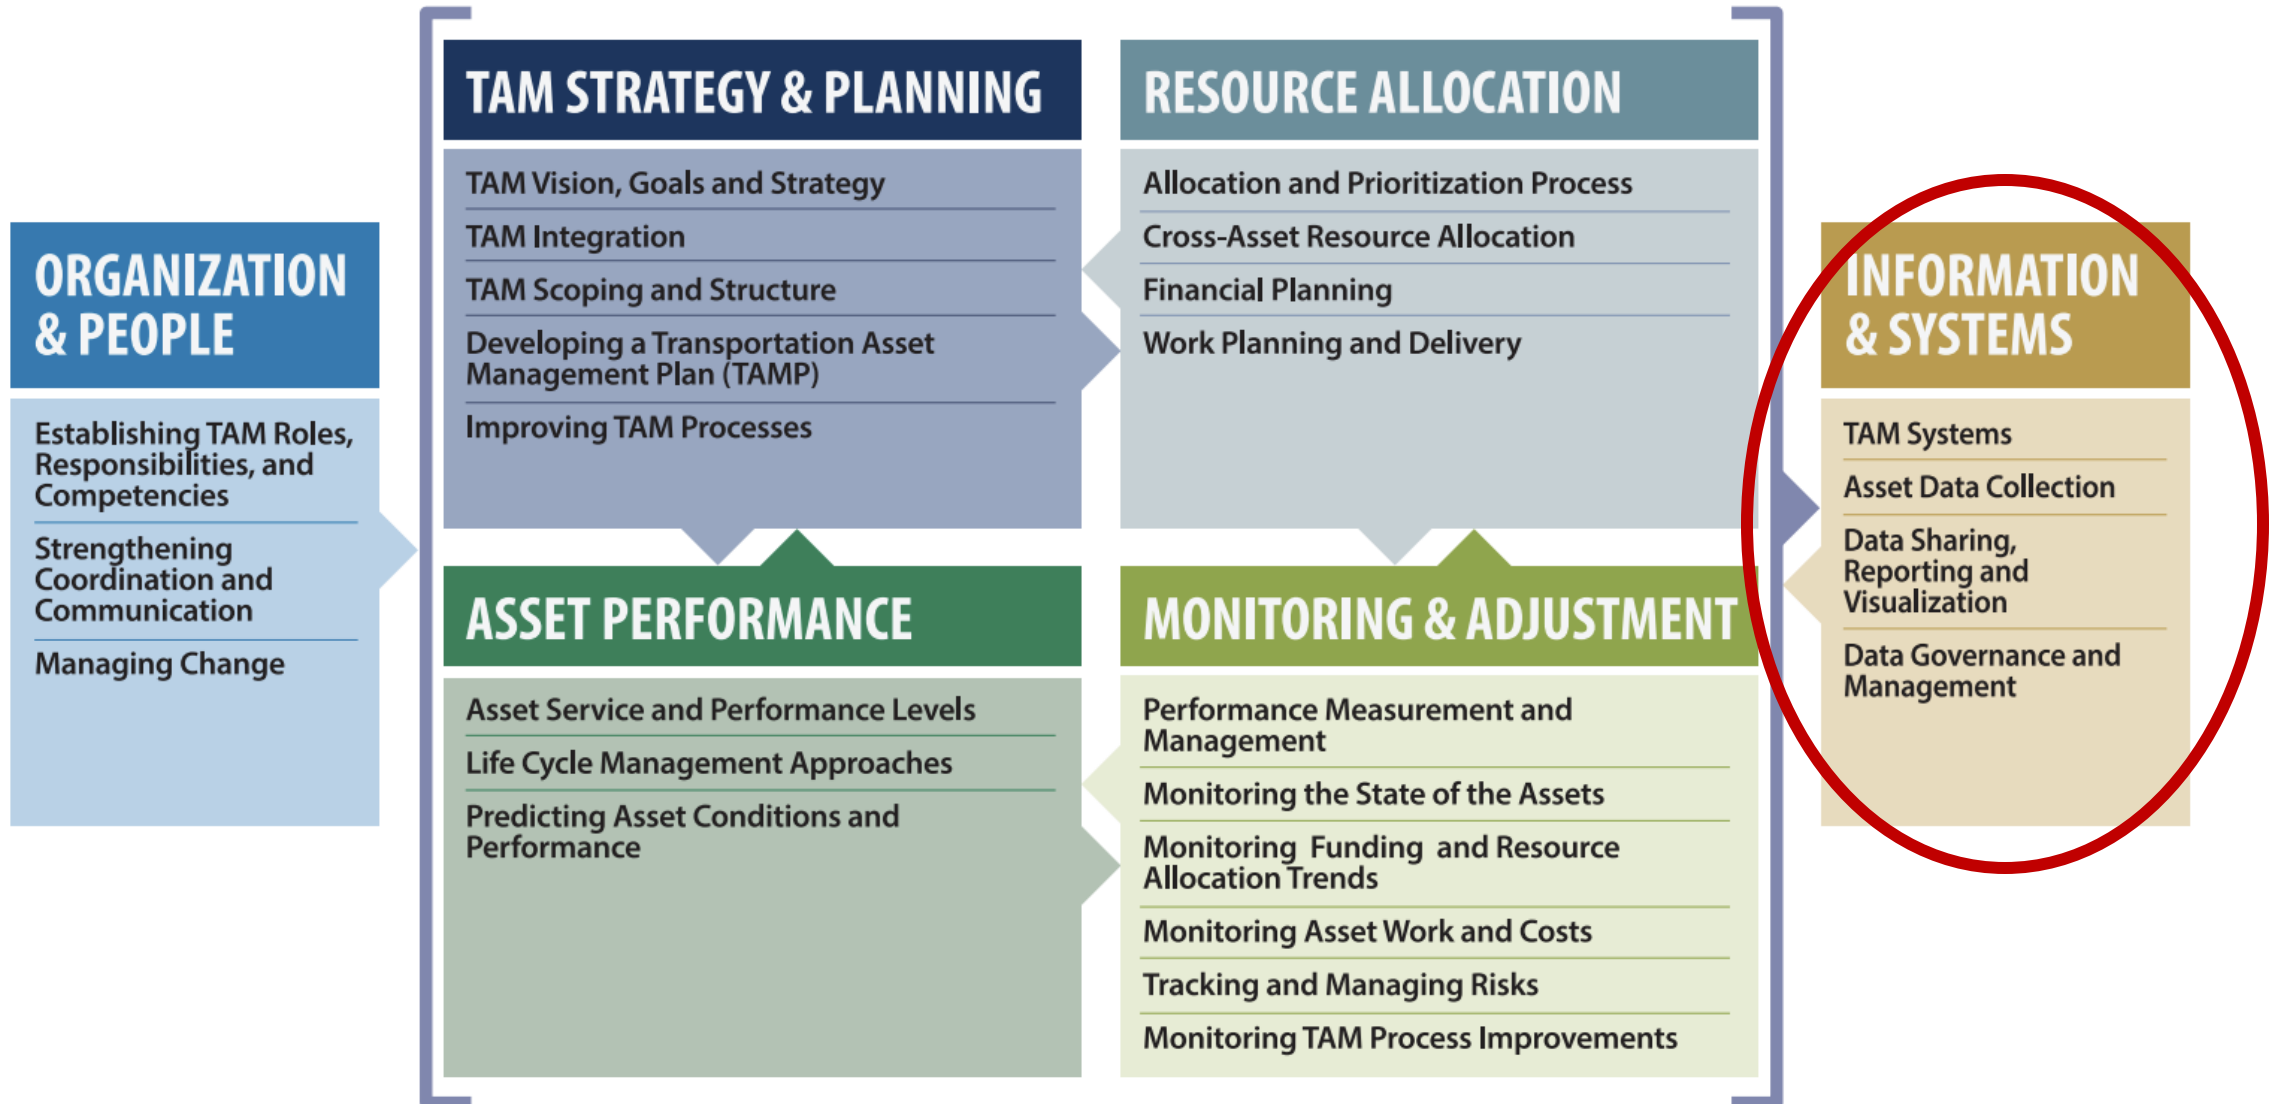 ORGANIZATION
& PEOPLE
Establishing TAM Roles,
Responsibilities, and
Competencies
Strengthening
Coordination and
Communication
Managing Change
TAM STRATEGY & PLANNING
TAM Vision, Goals and Strategy
TAM Integration
TAM Scoping and Structure
Developing a Transportation Asset
Management Plan (TAMP)
Improving TAM Processes
RESOURCE ALLOCATION
Allocation and Prioritization Process
Cross-Asset Resource Allocation
Financial Planning
Work Planning and Delivery
ASSET PERFORMANCE
Asset Service and Performance Levels
Life Cycle Management Approaches
Predicting Asset Conditions and
Performance
MONITORING & ADJUSTMENT
Performance Measurement and
Management
Monitoring the State of the Assets
Monitoring Funding and Resource
Allocation Trends
Monitoring Asset Work and Costs
Tracking and Managing Risks
Monitoring TAM Process Improvements
INFORMATION
& SYSTEMS
TAM Systems
Asset Data Collection
Data Sharing,
Reporting and
Visualization
Data Governance and
Management